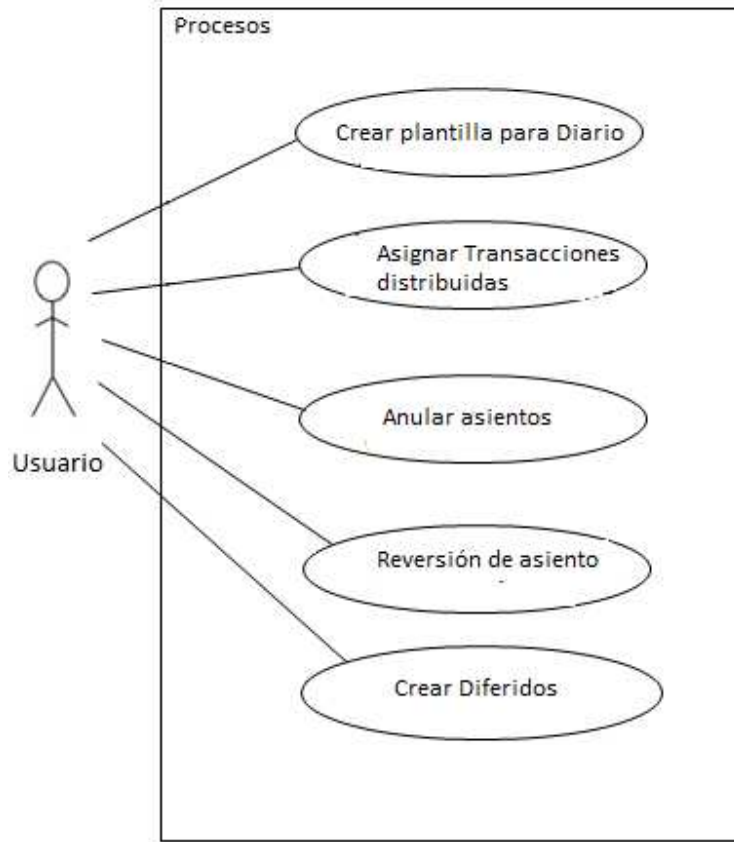 Procesos
Crear plantilla para Diario
Asignar Transacciones
distribuidas
Anular asientos
Usuario
Reversión de asiento
Crear Diferidos